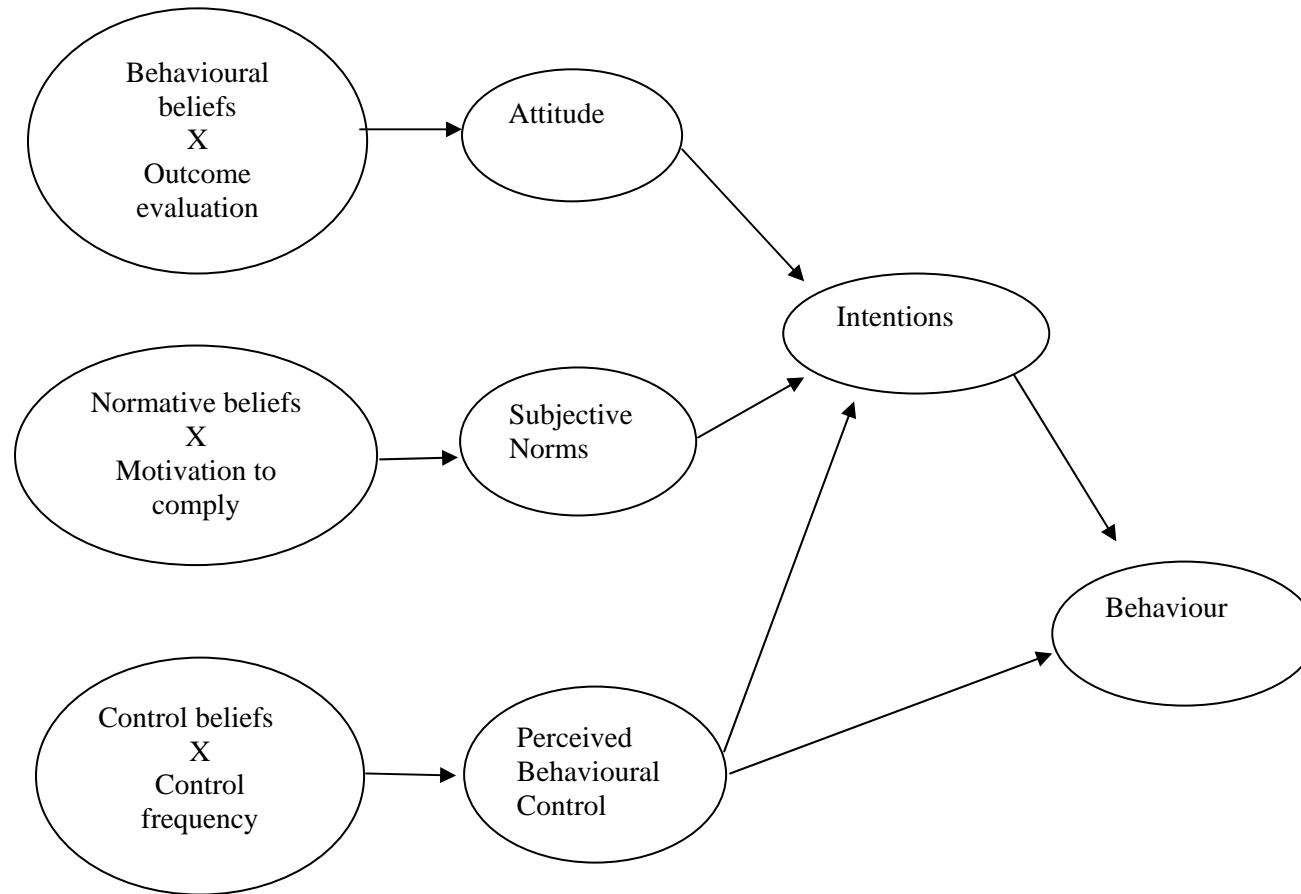 Behavioural
beliefs
X
Outcome
evaluation
Attitude
Intentions
Normative beliefs
X
Motivation to
comply
Subjective
Norms
Behaviour
Control beliefs
X
Control
frequency
Perceived
Behavioural
Control